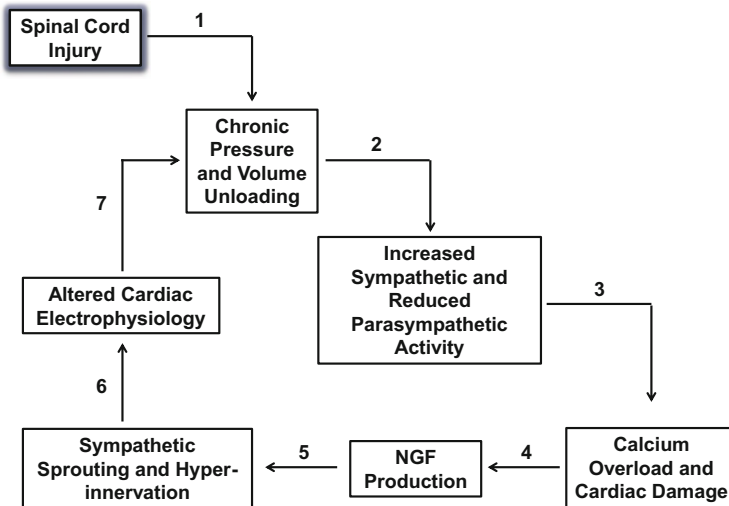 Spinal Cord
Injury
1
Chronic
Pressure
and Volume
Unloading
2
Increased
Sympathetic and
Reduced
Parasympathetic
Activity
3
Calcium
Overload and
Cardiac Damage
4
NGF
Production
5
Sympathetic
Sprouting and Hyper-
innervation
6
Altered Cardiac
Electrophysiology
7